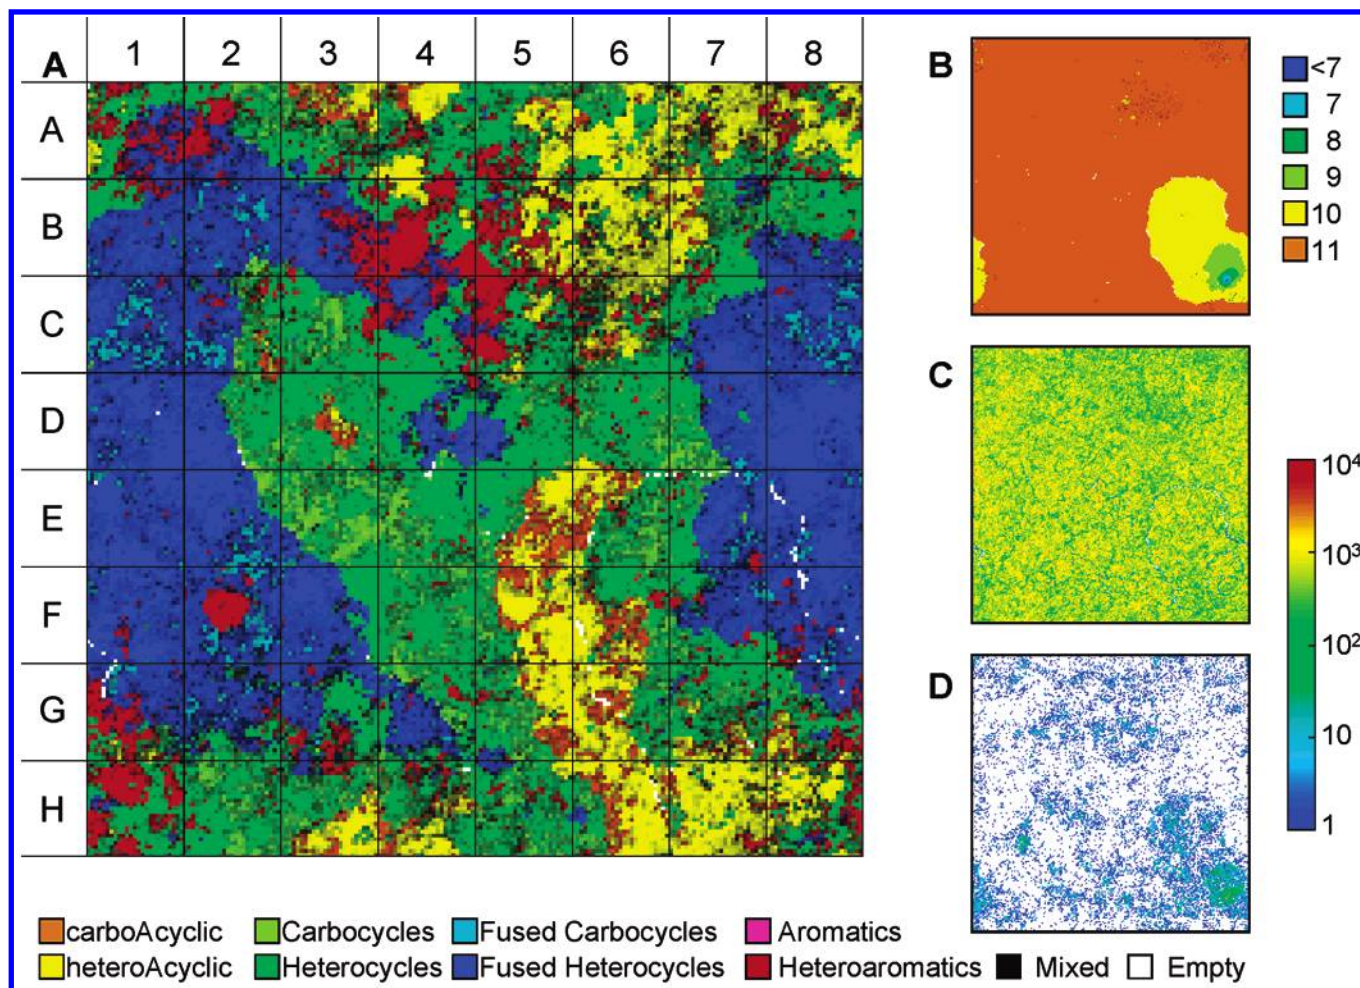 A 1 2 3 4 5 6 7 8
A
B
C
D
E
F
G
H
B
<7
7
8
9
10
11
C
10⁴
10³
10²
10
1
D
carboAcyclic Carbocycles Fused Carbocycles Aromatics
heteroAcyclic Heterocycles Fused Heterocycles Heteroaromatics Mixed Empty